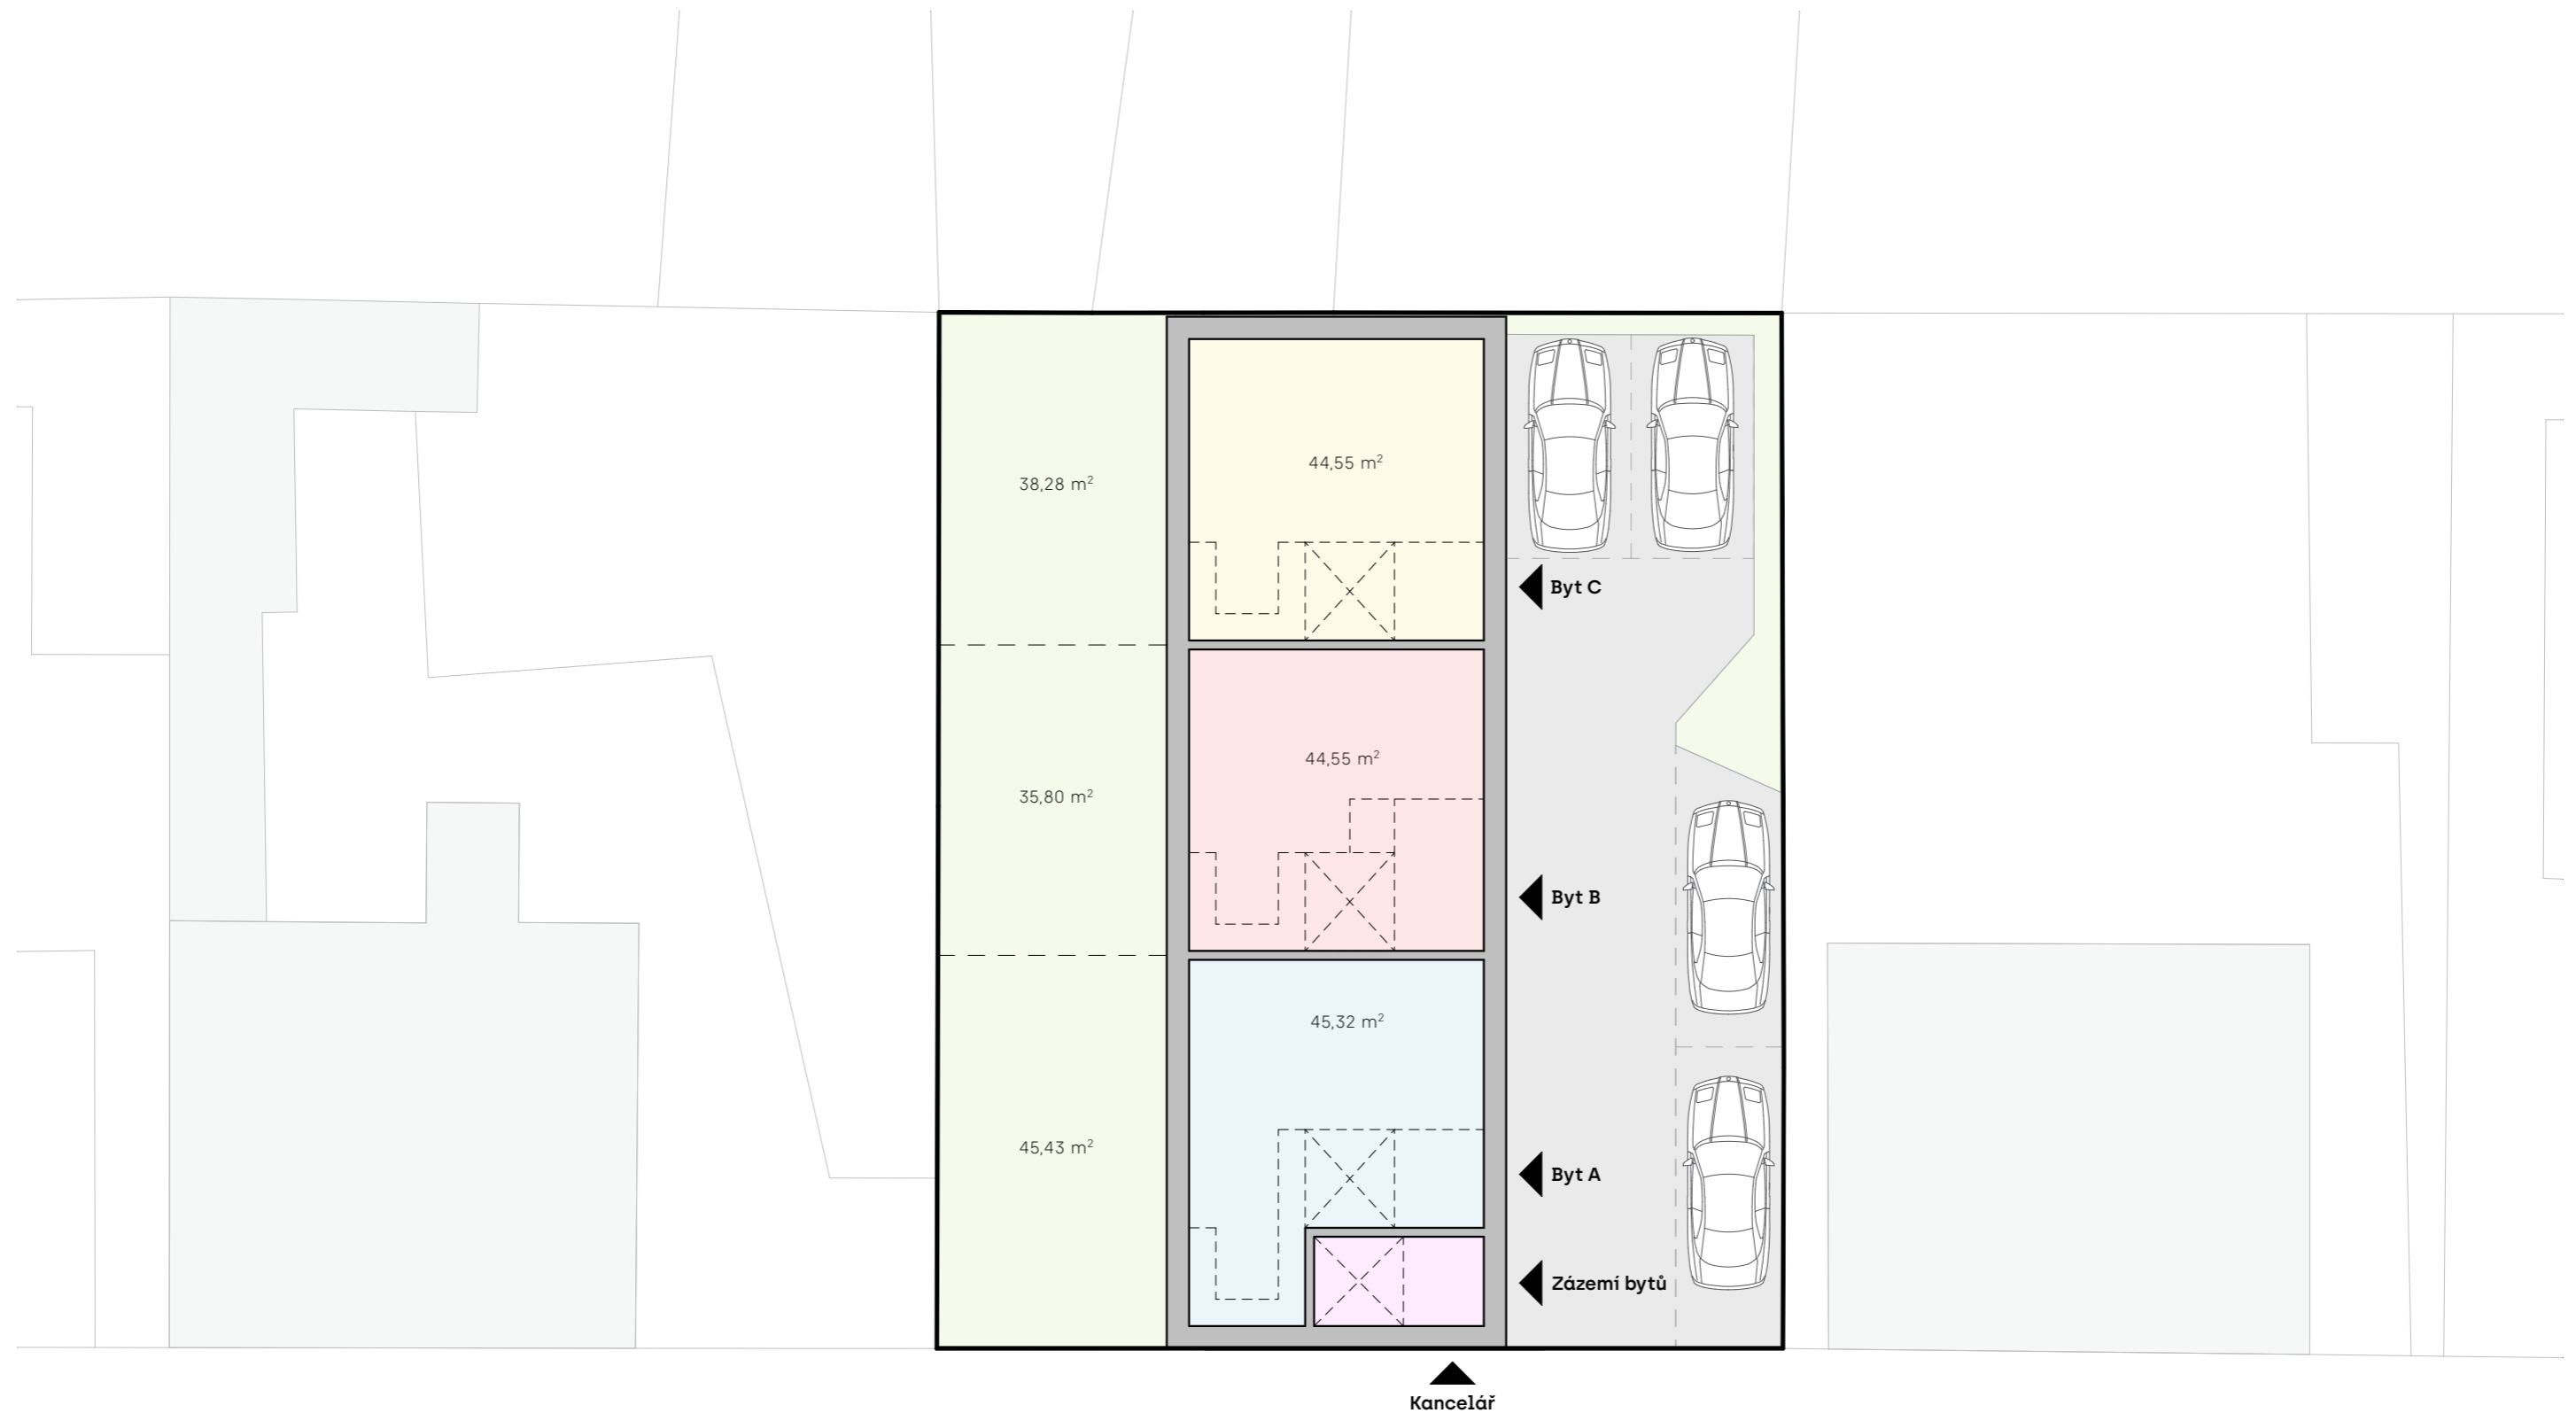 44,55 m²
38,28 m²
Byt C
44,55 m²
35,80 m²
Byt B
45,32 m²
45,43 m²
Byt A
Zázemí bytů
Kancelář